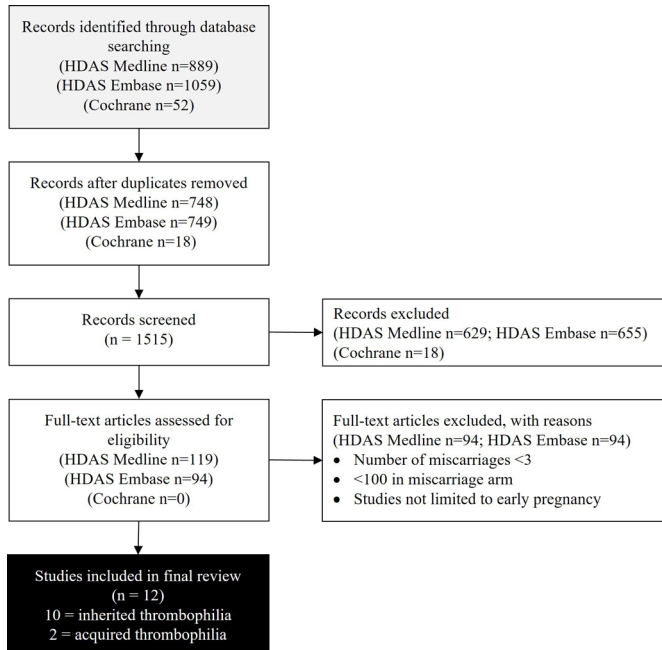 Records identified through database
searching
(HDAS Medline n=889)
(HDAS Embase n=1059)
(Cochrane n=52)
Records after duplicates removed
(HDAS Medline n=748)
(HDAS Embase n=749)
(Cochrane n=18)
Records screened
(n = 1515)
Records excluded
(HDAS Medline n=629; HDAS Embase n=655)
(Cochrane n=18)
Full-text articles assessed for
eligibility
(HDAS Medline n=119)
(HDAS Embase n=94)
(Cochrane n=0)
Full-text articles excluded, with reasons
(HDAS Medline n=94; HDAS Embase n=94)
• Number of miscarriages <3
• <100 in miscarriage arm
• Studies not limited to early pregnancy
Studies included in final review
(n = 12)
10 = inherited thrombophilia
2 = acquired thrombophilia